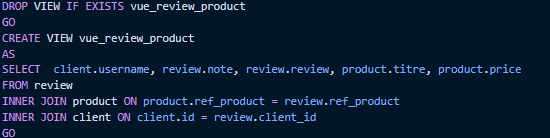 DROP VIEW IF EXISTS vue_review_product
GO
CREATE VIEW vue_review_product
AS
SELECT  client.username, review.note, review.review, product.titre, product.price
FROM review
INNER JOIN product ON product.ref_product = review.ref_product
INNER JOIN client ON client.id = review.client_id
GO